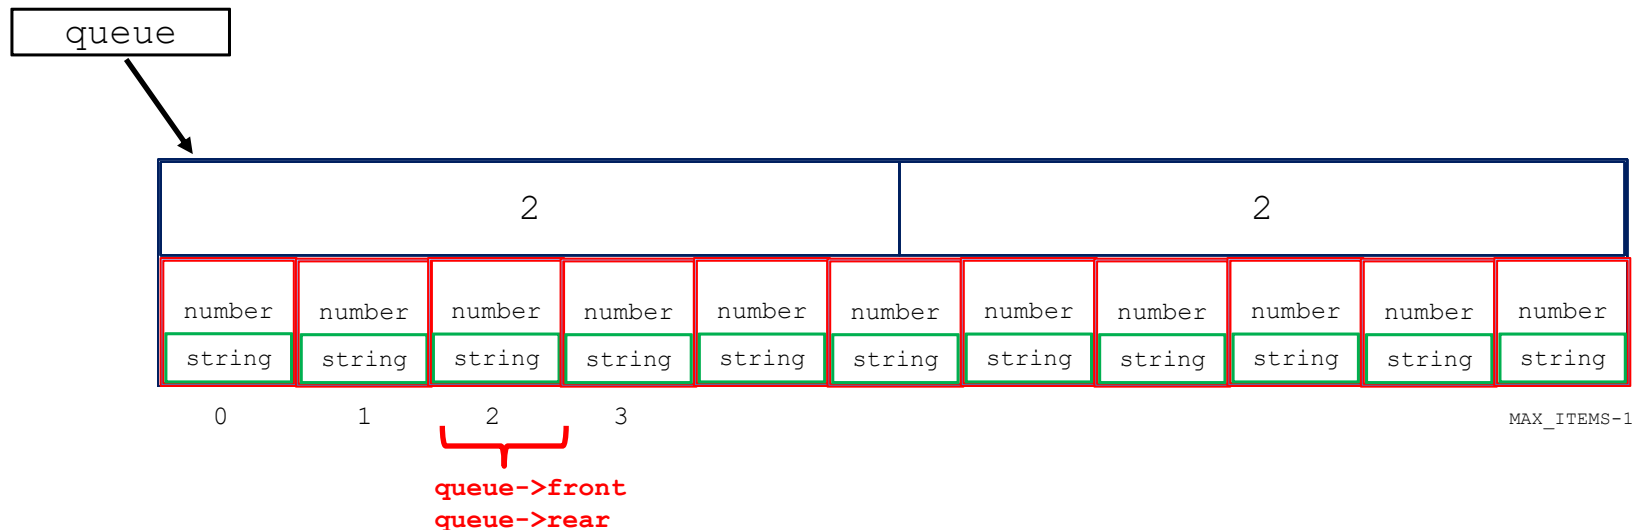 queue
2 2
number number number number number number number number number number number
string string string string string string string string string string string
0 1 2 3 MAX_ITEMS-1
queue->front
queue->rear